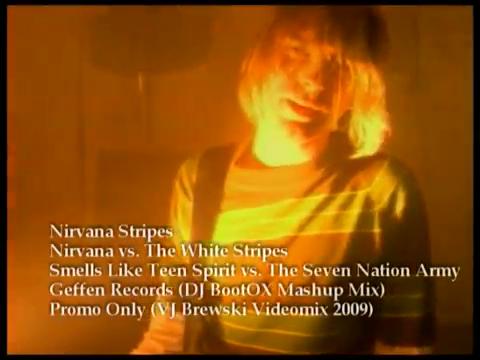 Nirvana Stripes
Nirvana vs. The White Stripes
Smells Like Teen Spirit vs. The Seven Nation Army
Geffen Records (DJ BootOX Mashup Mix)
Promo Only (VJ Brewski Videomix 2009)